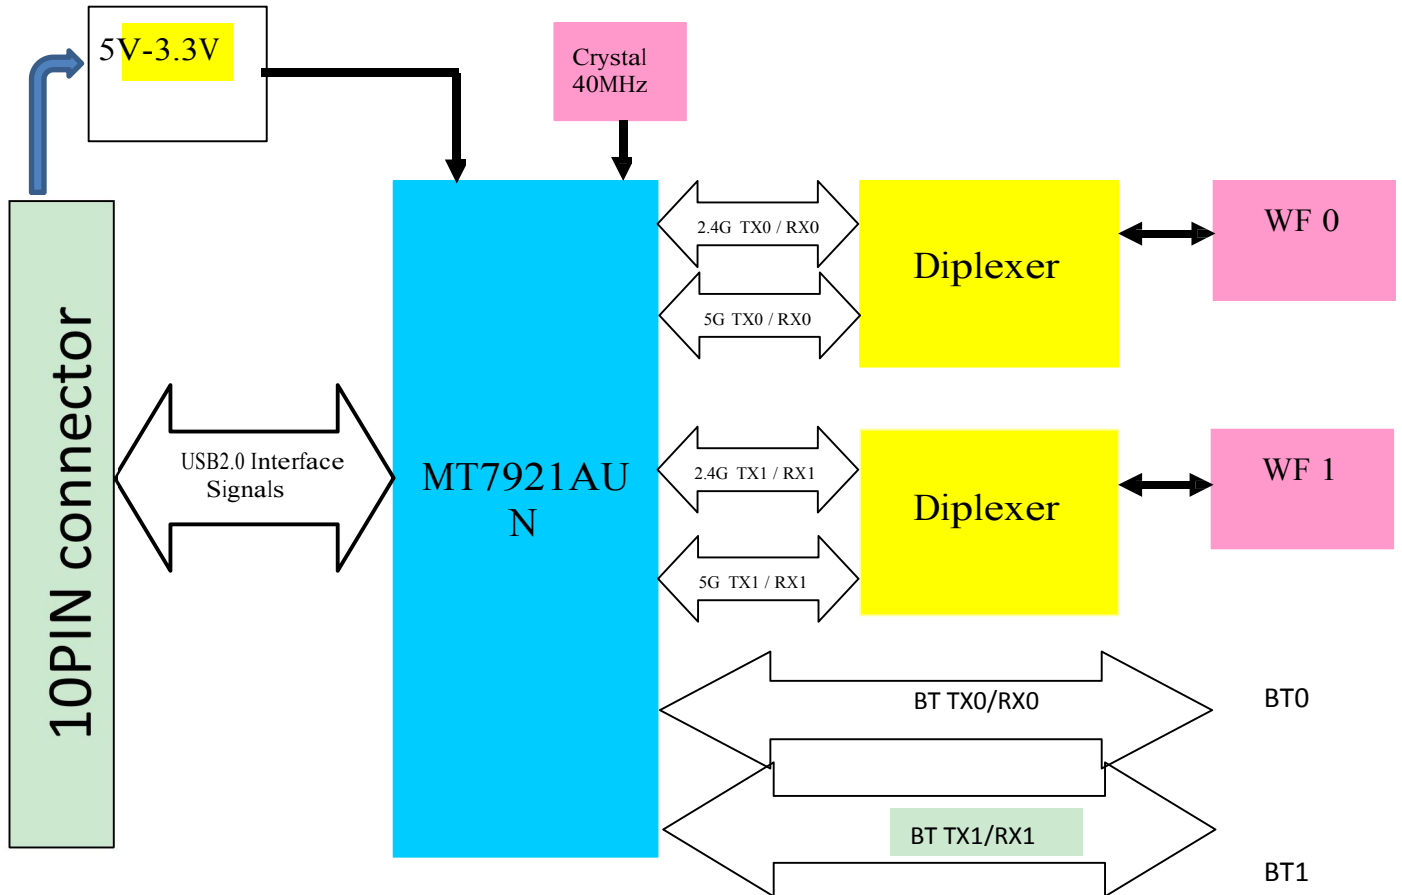 5V-3.3V
Crystal
40MHz
10PIN connector
USB2.0 Interface
Signals
MT7921AU
N
2.4G TX0 / RX0
5G TX0 / RX0
Diplexer
WF 0
2.4G TX1 / RX1
5G TX1 / RX1
Diplexer
WF 1
BT TX0/RX0
BT0
BT TX1/RX1
BT1